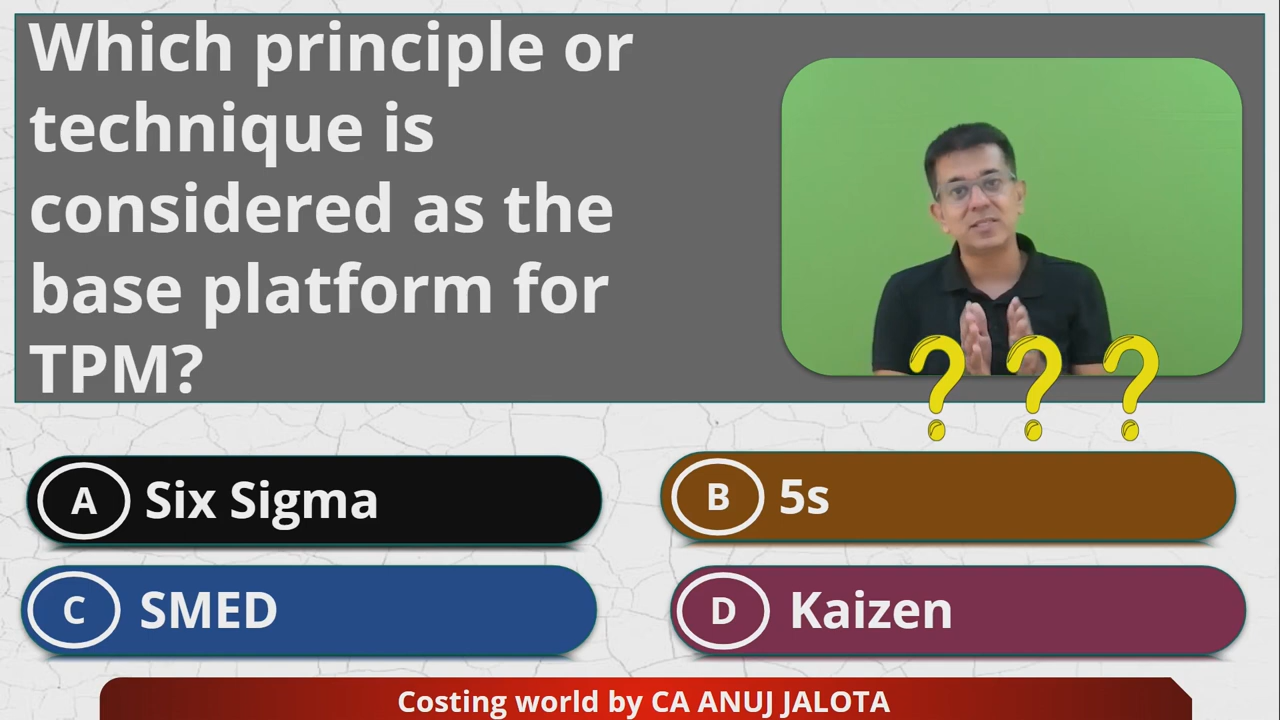 Which principle or
technique is
considered as the
base platform for
TPM?
? ? ?
A Six Sigma
B 5s
C SMED
D Kaizen
Costing world by CA ANUJ JALOTA